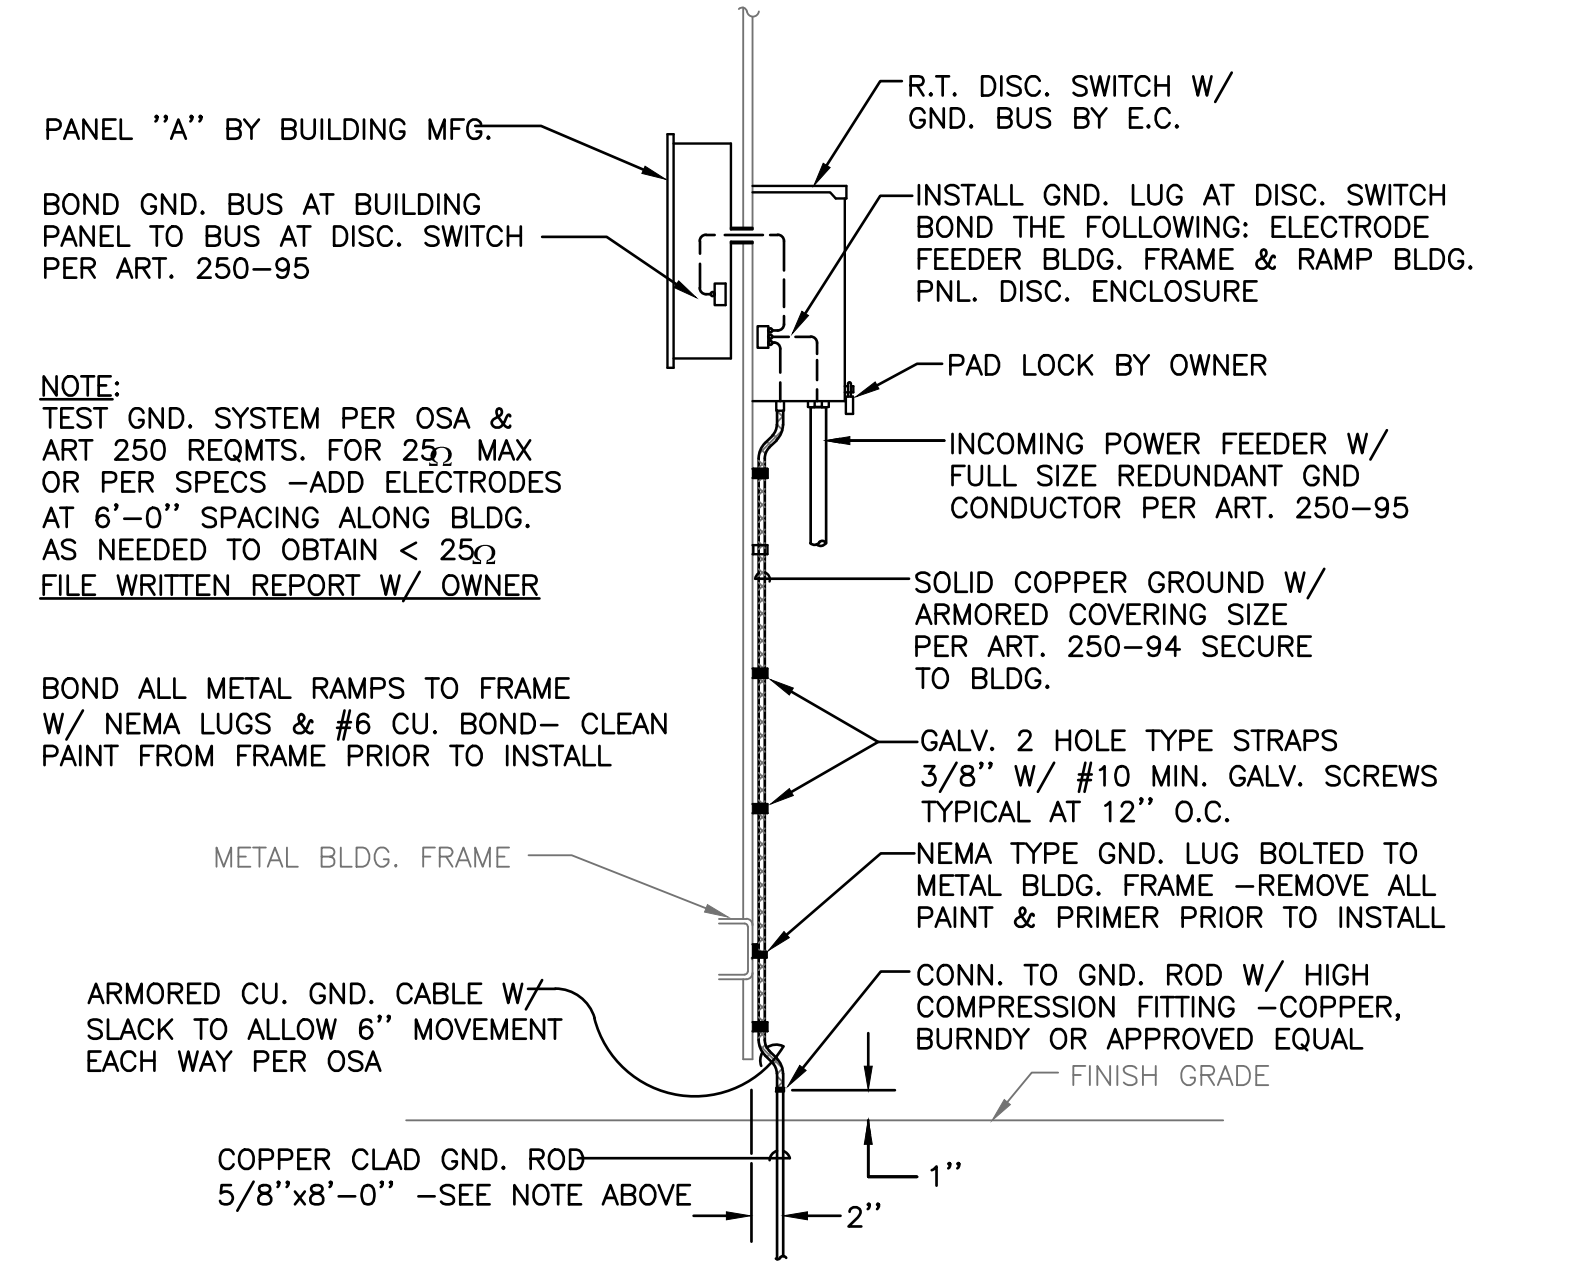 PANEL "A" BY BUILDING MFG.
BOND GND. BUS AT BUILDING
PANEL TO BUS AT DISC. SWITCH
PER ART. 250-95
NOTE:
TEST GND. SYSTEM PER OSA &
ART 250 REQMTS. FOR 25Ω MAX
OR PER SPECS -ADD ELECTRODES
AT 6'-0" SPACING ALONG BLDG.
AS NEEDED TO OBTAIN < 25Ω
FILE WRITTEN REPORT W/ OWNER
BOND ALL METAL RAMPS TO FRAME
W/ NEMA LUGS & #6 CU. BOND- CLEAN
PAINT FROM FRAME PRIOR TO INSTALL
METAL BLDG. FRAME
ARMORED CU. GND. CABLE W/
SLACK TO ALLOW 6" MOVEMENT
EACH WAY PER OSA
COPPER CLAD GND. ROD
5/8"x8'-0" -SEE NOTE ABOVE
R.T. DISC. SWITCH W/
GND. BUS BY E.C.
INSTALL GND. LUG AT DISC. SWITCH
BOND THE FOLLOWING: ELECTRODE
FEEDER BLDG. FRAME & RAMP BLDG.
PNL. DISC. ENCLOSURE
PAD LOCK BY OWNER
INCOMING POWER FEEDER W/
FULL SIZE REDUNDANT GND
CONDUCTOR PER ART. 250-95
SOLID COPPER GROUND W/
ARMORED COVERING SIZE
PER ART. 250-94 SECURE
TO BLDG.
GALV. 2 HOLE TYPE STRAPS
3/8" W/ #10 MIN. GALV. SCREWS
TYPICAL AT 12" O.C.
NEMA TYPE GND. LUG BOLTED TO
METAL BLDG. FRAME -REMOVE ALL
PAINT & PRIMER PRIOR TO INSTALL
CONN. TO GND. ROD W/ HIGH
COMPRESSION FITTING -COPPER,
BURNDY OR APPROVED EQUAL
FINISH GRADE
1"
2"